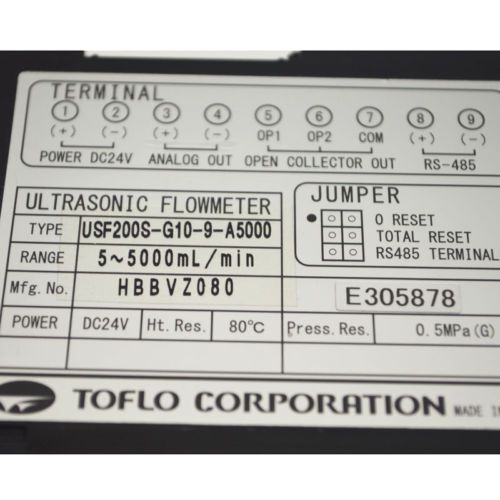 TERMINAL
① ② ③ ④ ⑤ ⑥ ⑦ ⑧ ⑨
(+) (-) (+) (-) OP1 OP2 COM (+) (-)
POWER DC24V ANALOG OUT OPEN COLLECTOR OUT RS-485
ULTRASONIC FLOWMETER
TYPE USF200S-G10-9-A5000
RANGE 5~5000mL/min
Mfg.No. HBBVZ080
JUMPER
0 RESET
TOTAL RESET
RS485 TERMINAL
E305878
POWER DC24V Ht.Res. 80℃ Press.Res. 0.5MPa(G)
TOFLO CORPORATION MADE